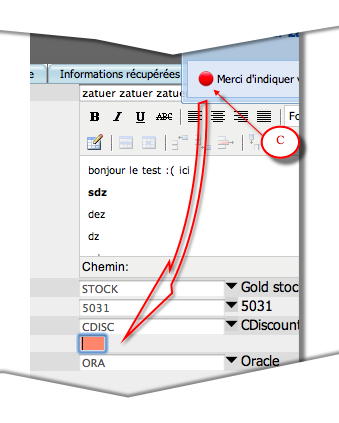 e Informations récupérées
zatuer zatuer zatue
Merci d'indiquer v
C
B I U ABC Fo
bonjour le test :( ici
sdz
dez
dz
Chemin:
STOCK Gold stoc
5031 5031
CDISC CDiscount
ORA Oracle